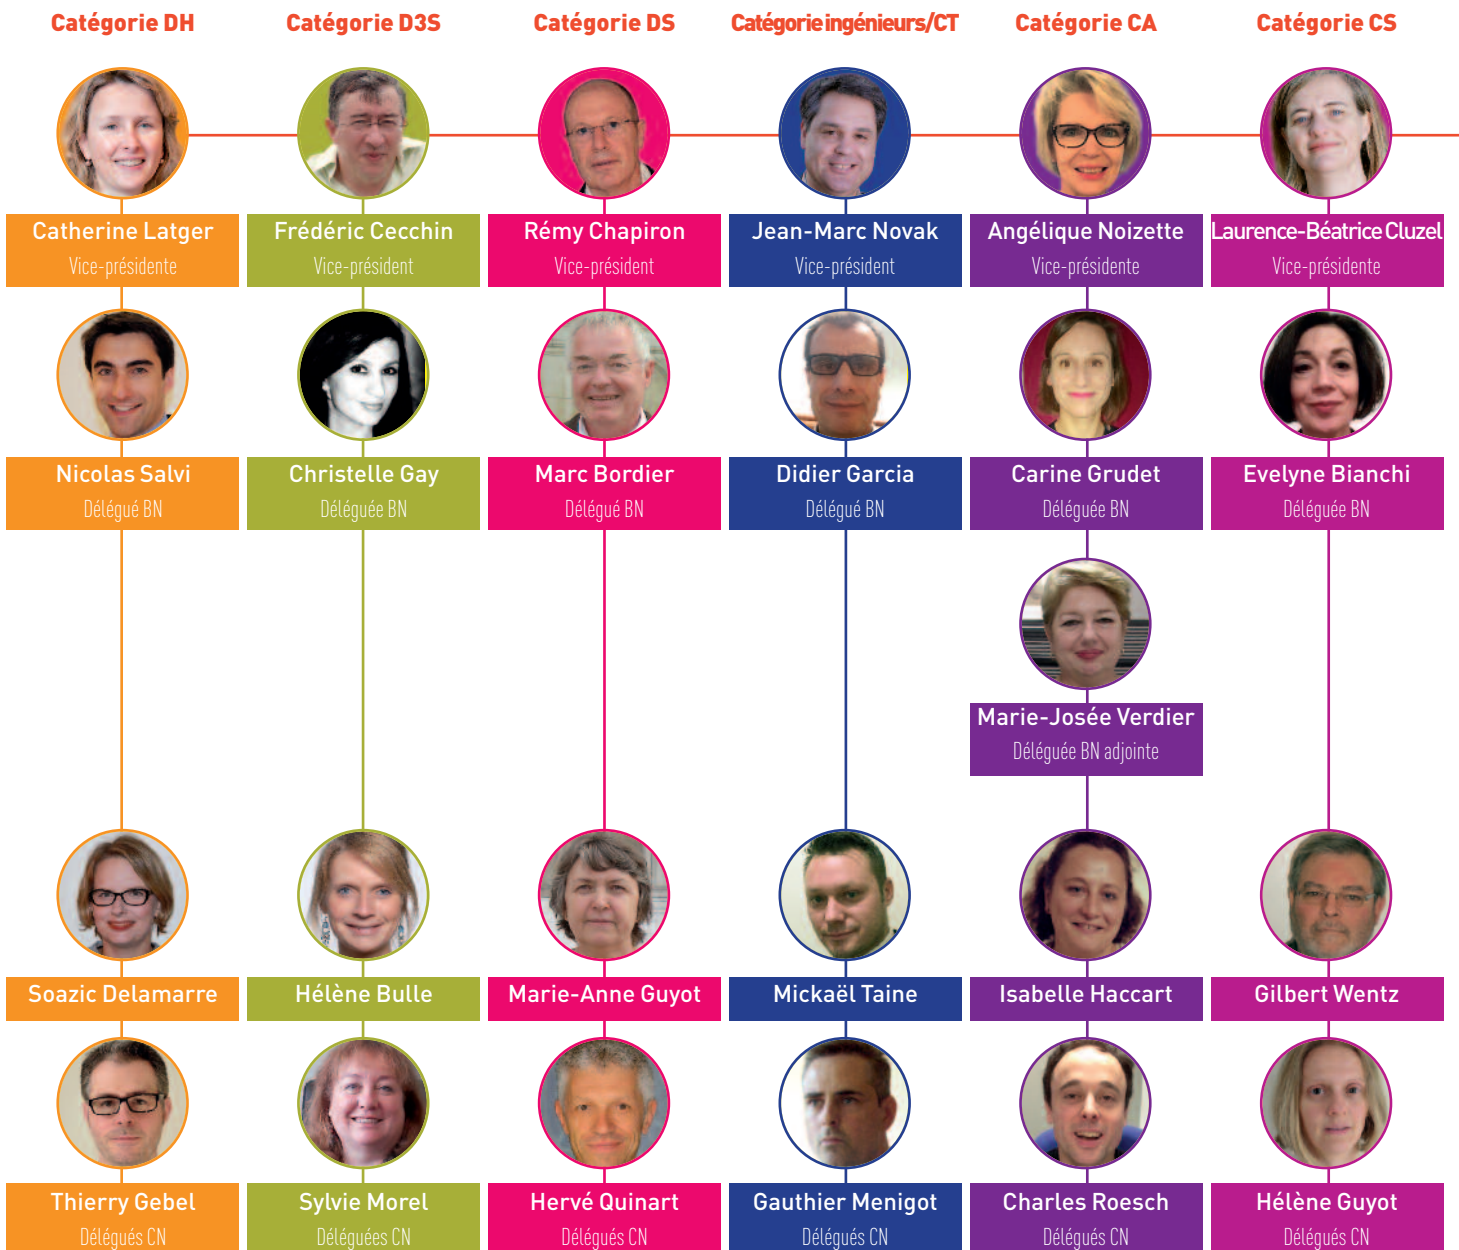 Catégorie DH
Catégorie D3S
Catégorie DS
Catégorie ingénieurs/CT
Catégorie CA
Catégorie CS
Catherine Latger
Vice-présidente
Frédéric Cecchin
Vice-président
Rémy Chapiron
Vice-président
Jean-Marc Novak
Vice-président
Angélique Noizette
Vice-présidente
Laurence-Béatrice Cluzel
Vice-présidente
Nicolas Salvi
Délégué BN
Christelle Gay
Déléguée BN
Marc Bordier
Délégué BN
Didier Garcia
Délégué BN
Carine Grudet
Déléguée BN
Evelyne Bianchi
Déléguée BN
Marie-Josée Verdier
Déléguée BN adjointe
Soazic Delamarre
Hélène Bulle
Marie-Anne Guyot
Mickaël Taine
Isabelle Haccart
Gilbert Wentz
Thierry Gebel
Délégués CN
Sylvie Morel
Déléguées CN
Hervé Quinart
Délégués CN
Gauthier Menigot
Délégués CN
Charles Roesch
Délégués CN
Hélène Guyot
Délégués CN